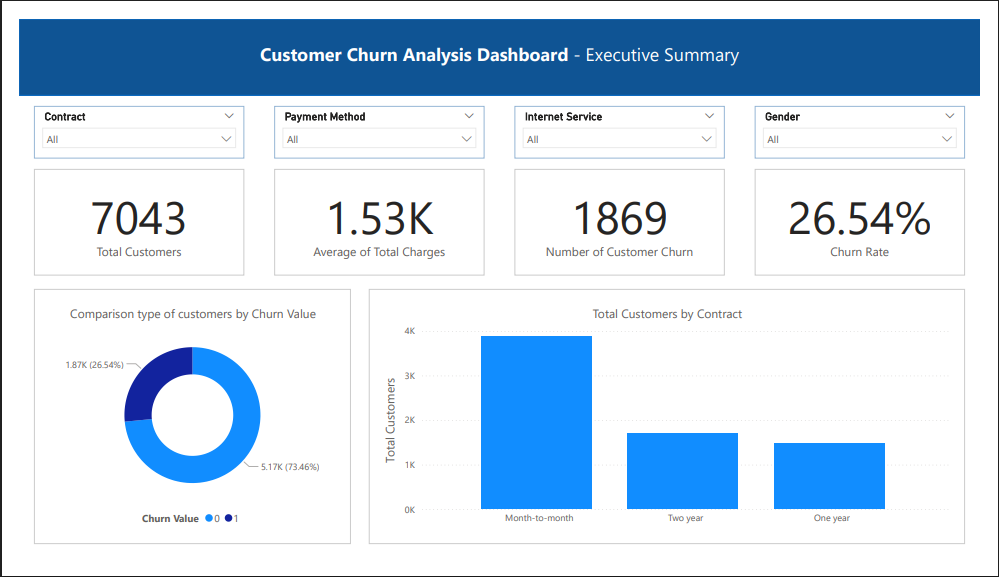 Customer Churn Analysis Dashboard - Executive Summary
Contract
All
Payment Method
All
Internet Service
All
Gender
All
7043
Total Customers
1.53K
Average of Total Charges
1869
Number of Customer Churn
26.54%
Churn Rate
Comparison type of customers by Churn Value
1.87K (26.54%)
5.17K (73.46%)
Churn Value 0 1
Total Customers by Contract
Total Customers
4K
3K
2K
1K
0K
Month-to-month Two year One year